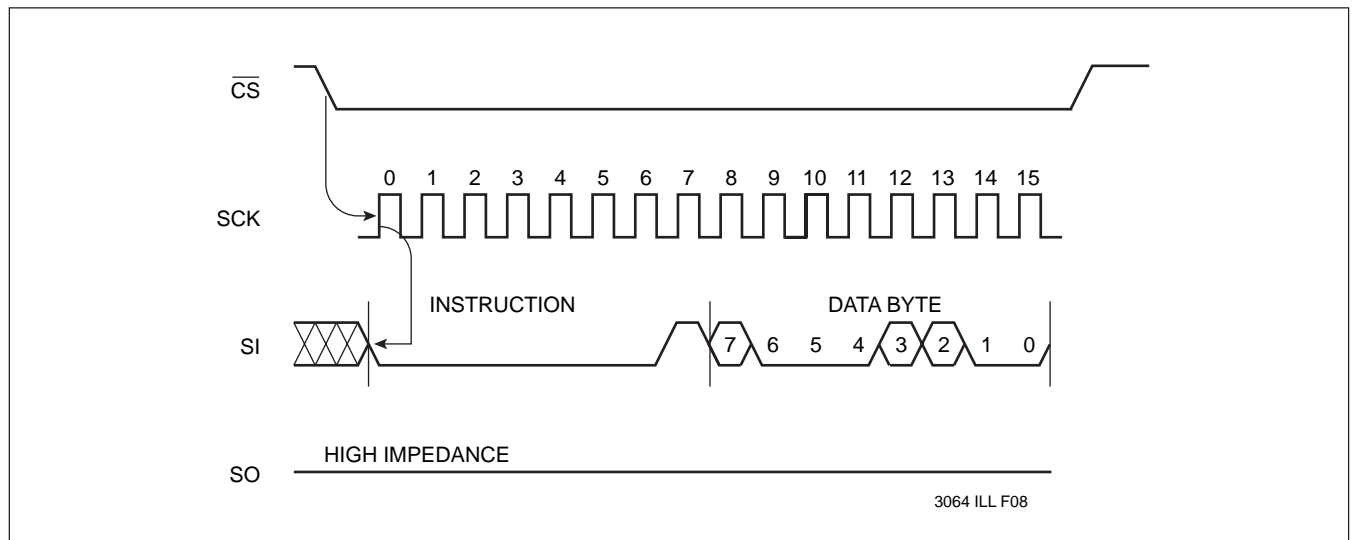 CS
0 1 2 3 4 5 6 7 8 9 10 11 12 13 14 15
SCK
INSTRUCTION DATA BYTE
SI
7 6 5 4 3 2 1 0
HIGH IMPEDANCE
SO
3064 ILL F08